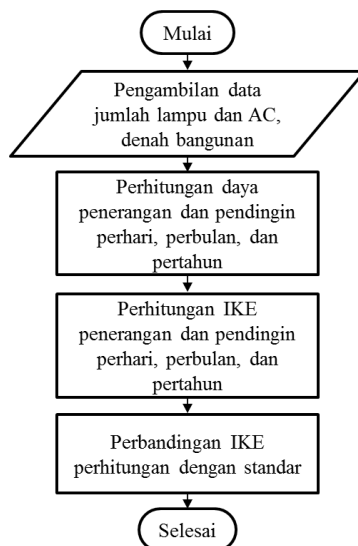 Mulai
Pengambilan data
jumlah lampu dan AC,
denah bangunan
Perhitungan daya
penerangan dan pendingin
perhari, perbulan, dan
pertahun
Perhitungan IKE
penerangan dan pendingin
perhari, perbulan, dan
pertahun
Perbandingan IKE
perhitungan dengan standar
Selesai